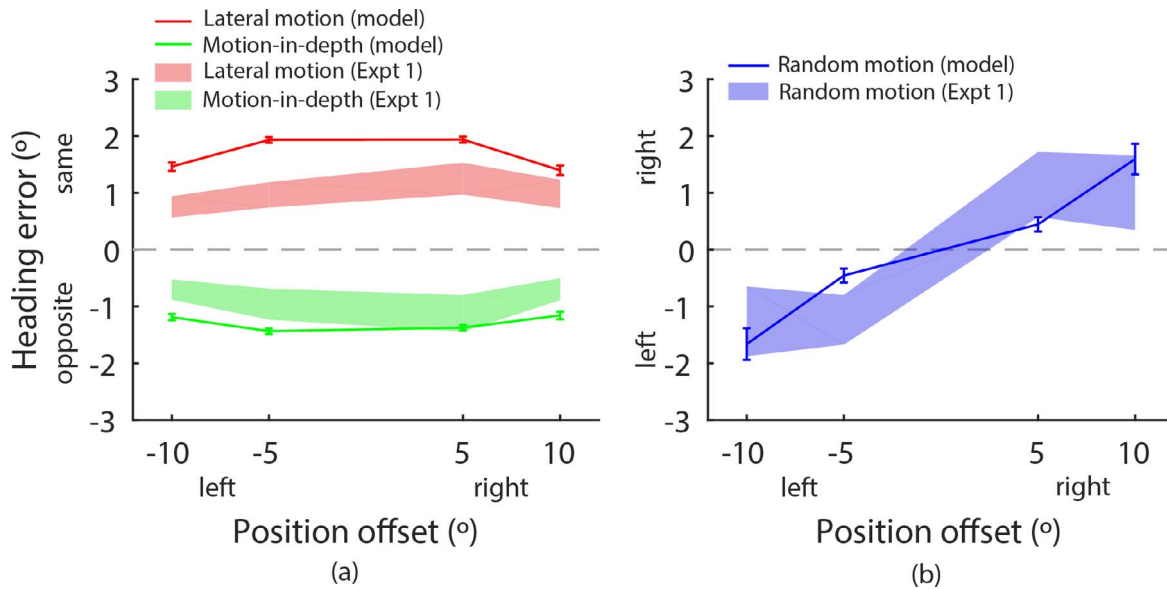 Lateral motion (model)
Motion-in-depth (model)
Lateral motion (Expt 1)
Motion-in-depth (Expt 1)
Heading error (º)
same
opposite
3
2
1
0
-1
-2
-3
-10
-5
5
10
left
right
Position offset (º)
(a)
Random motion (model)
Random motion (Expt 1)
right
left
3
2
1
0
-1
-2
-3
-10
-5
5
10
left
right
Position offset (º)
(b)